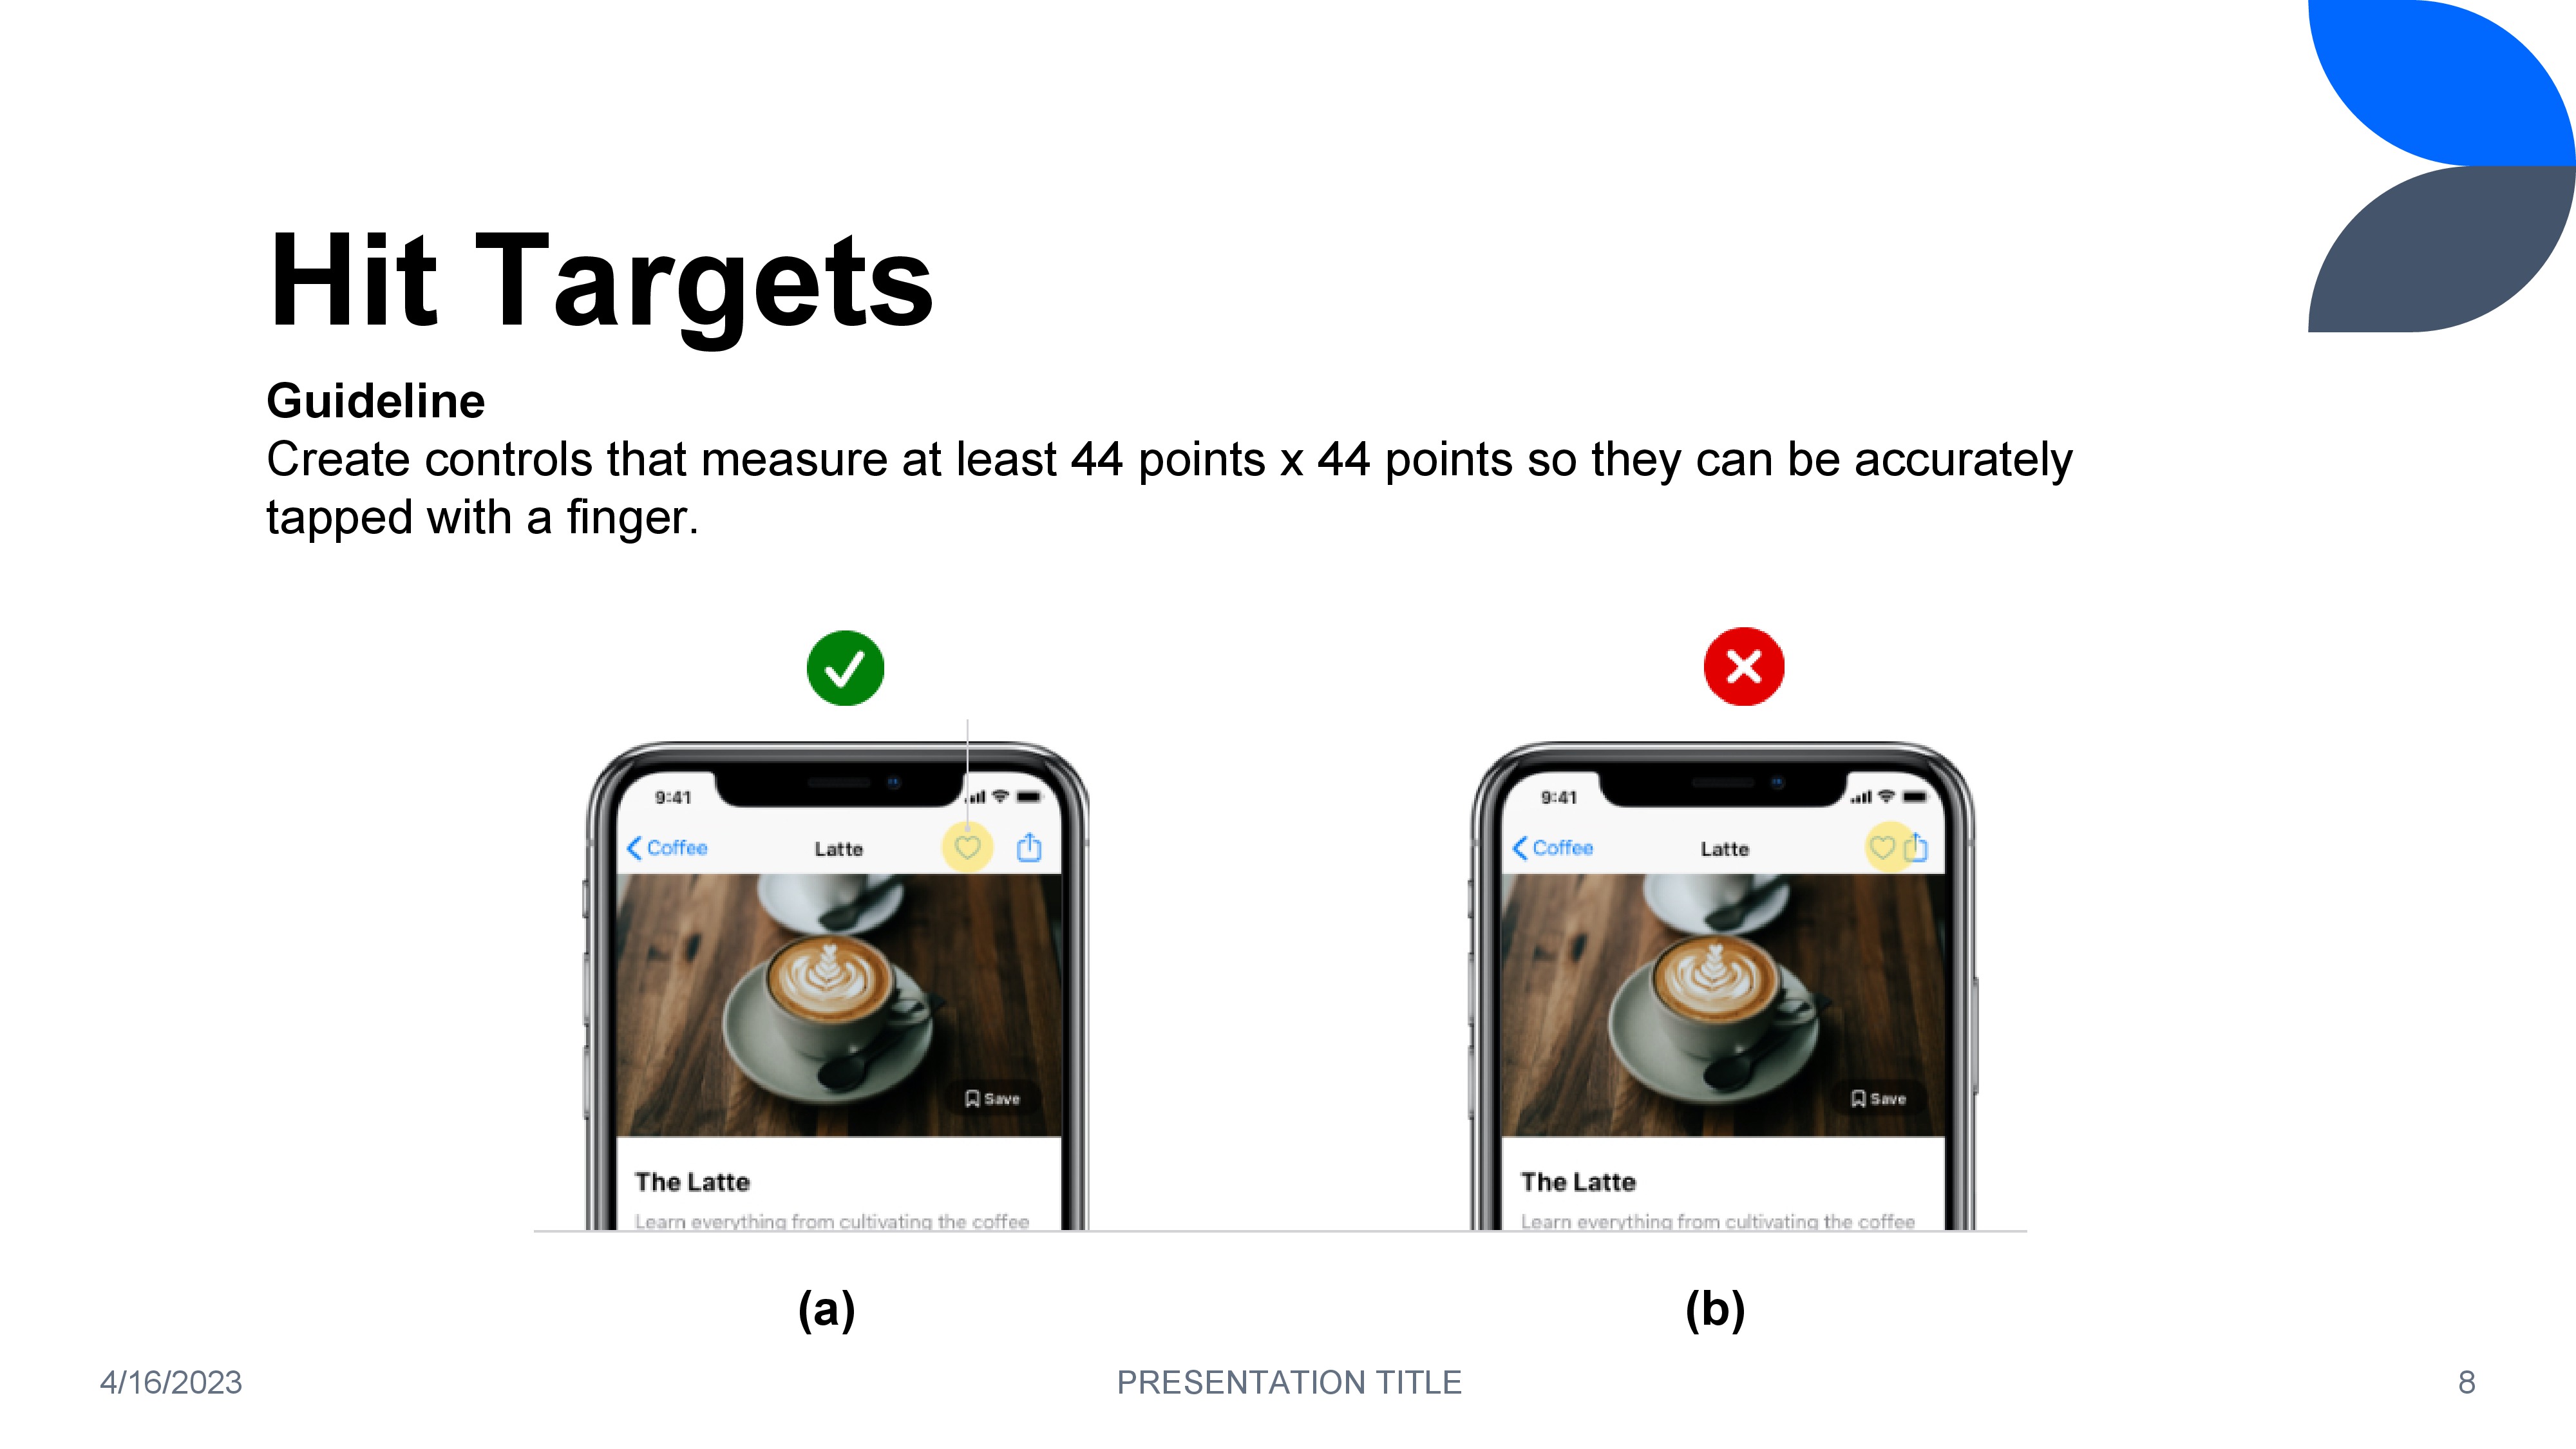 Hit Targets
Guideline
Create controls that measure at least 44 points x 44 points so they can be accurately
tapped with a finger.
9:41
Coffee
Latte
Save
The Latte
Learn everything from cultivating the coffee
9:41
Coffee
Latte
Save
The Latte
Learn everything from cultivating the coffee
(a)
(b)
4/16/2023
PRESENTATION TITLE
8